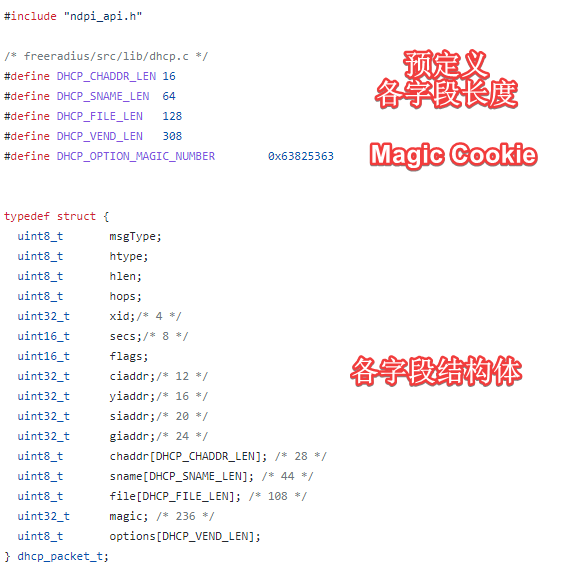 #include "ndpi_api.h"
/* freeradius/src/lib/dhcp.c */
#define DHCP_CHADDR_LEN 16
#define DHCP_SNAME_LEN  64
#define DHCP_FILE_LEN   128
#define DHCP_VEND_LEN   308
#define DHCP_OPTION_MAGIC_NUMBER        0x63825363
预定义
各字段长度
Magic Cookie
typedef struct {
  uint8_t       msgType;
  uint8_t       htype;
  uint8_t       hlen;
  uint8_t       hops;
  uint32_t      xid;/* 4 */
  uint16_t      secs;/* 8 */
  uint16_t      flags;
  uint32_t      ciaddr;/* 12 */
  uint32_t      yiaddr;/* 16 */
  uint32_t      siaddr;/* 20 */
  uint32_t      giaddr;/* 24 */
  uint8_t       chaddr[DHCP_CHADDR_LEN]; /* 28 */
  uint8_t       sname[DHCP_SNAME_LEN]; /* 44 */
  uint8_t       file[DHCP_FILE_LEN]; /* 108 */
  uint32_t      magic; /* 236 */
  uint8_t       options[DHCP_VEND_LEN];
} dhcp_packet_t;
各字段结构体